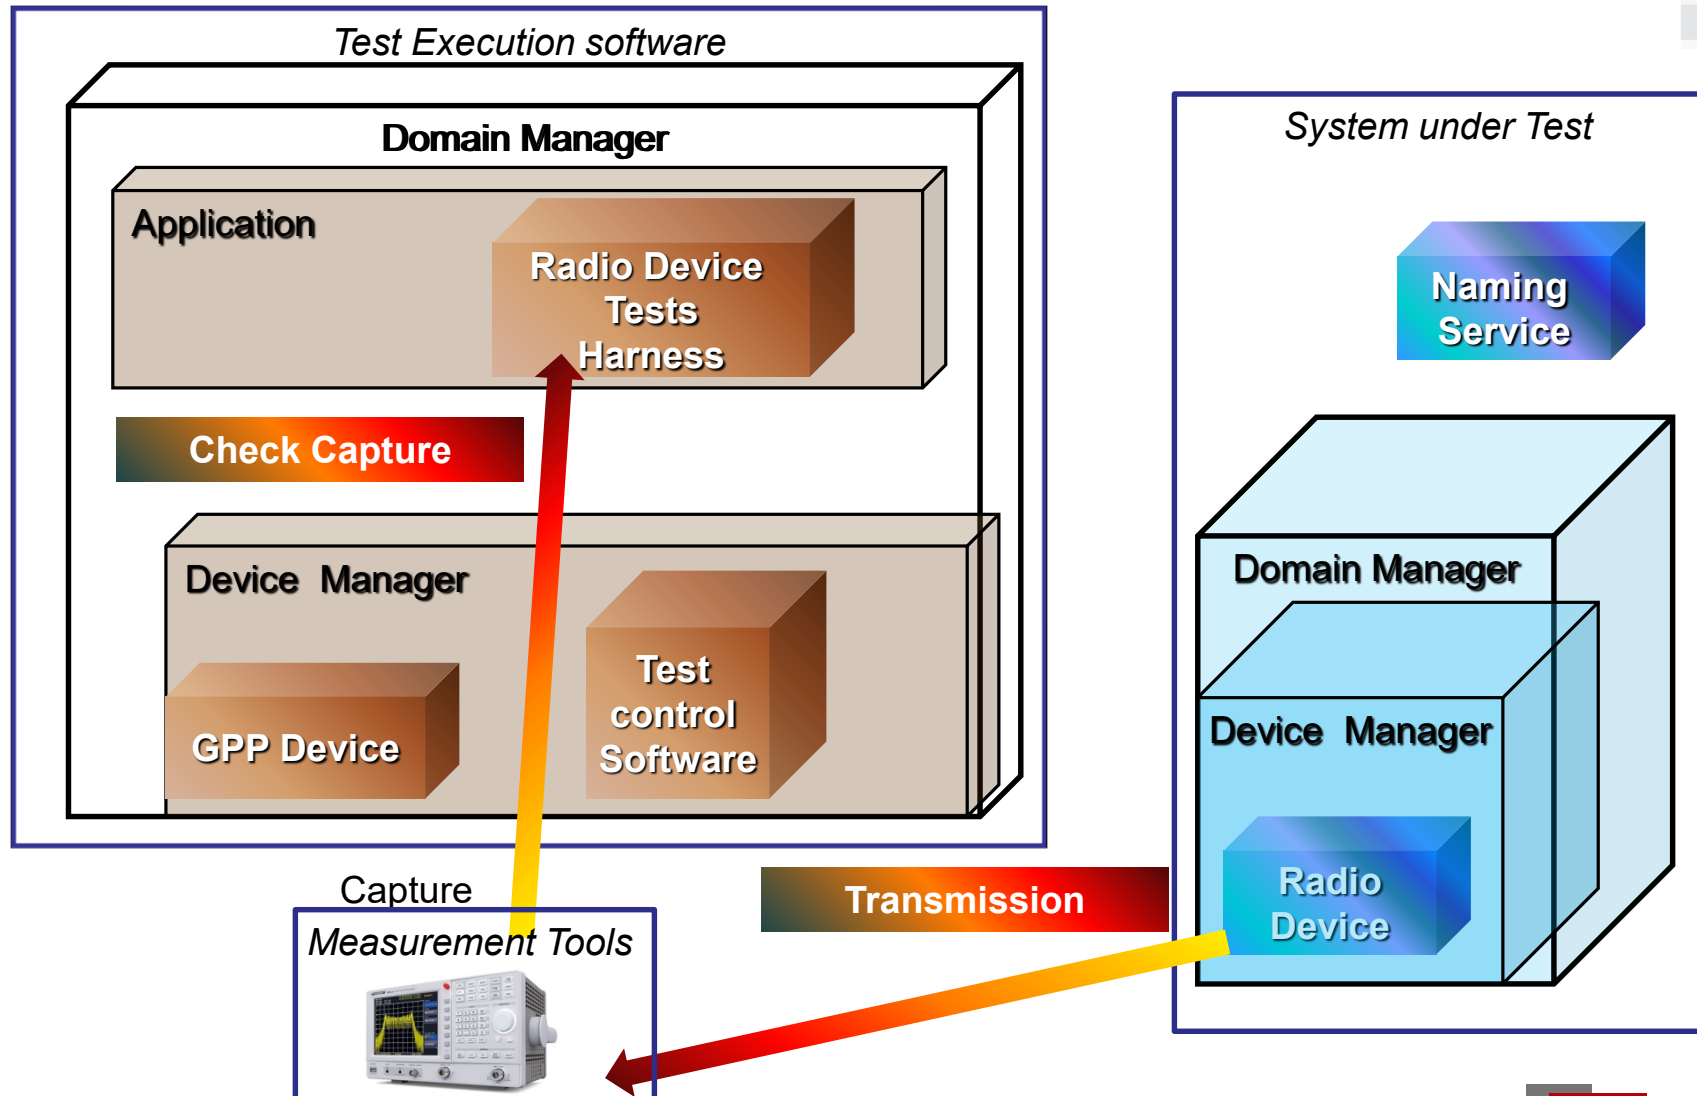 Test Execution software
Domain Manager
Application
Radio Device
Tests
Harness
Check Capture
Device Manager
GPP Device
Test
control
Software
Capture
Measurement Tools
Transmission
System under Test
Naming
Service
Domain Manager
Device Manager
Radio
Device